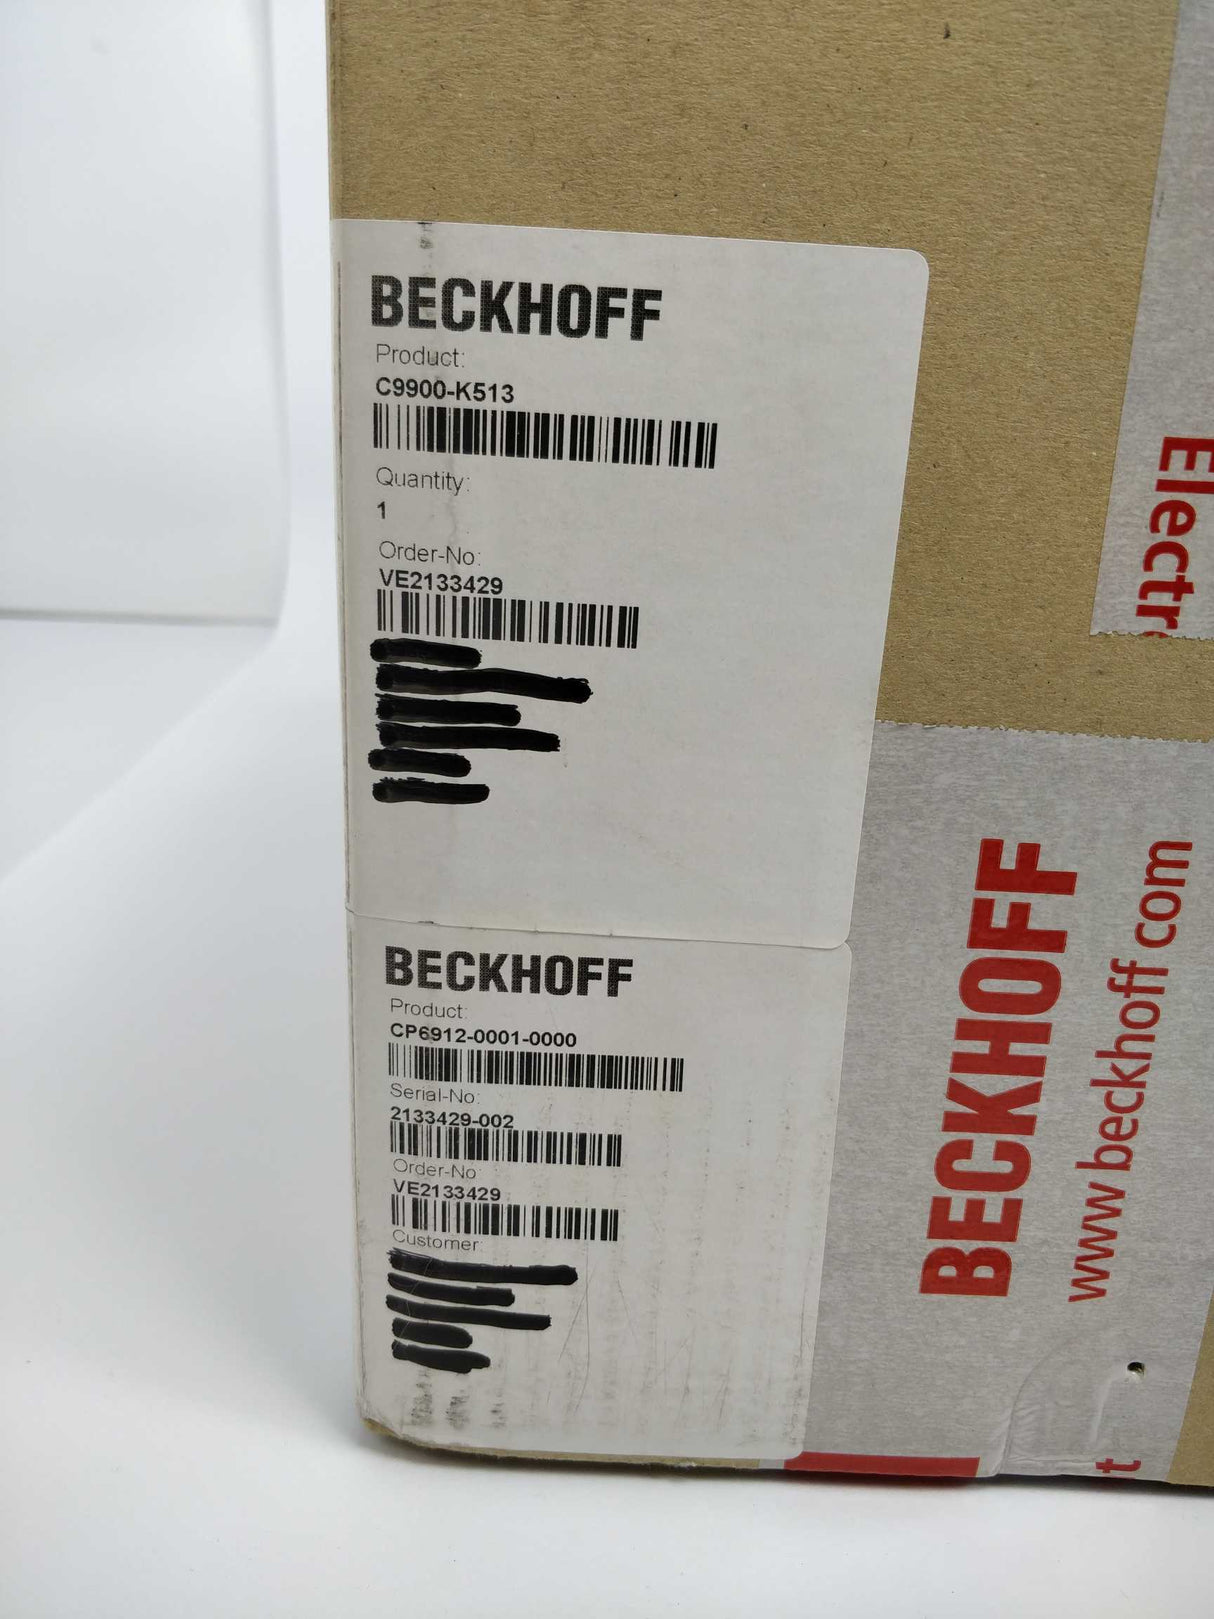 BECKHOFF
Product:
C9900-K513
Quantity:
1
Order-No:
VE2133429
BECKHOFF
Product:
CP6912-0001-0000
Serial-No:
2133429-002
Order-No:
VE2133429
Customer:
Electr
BECKHOFF
www.beckhoff.com
t